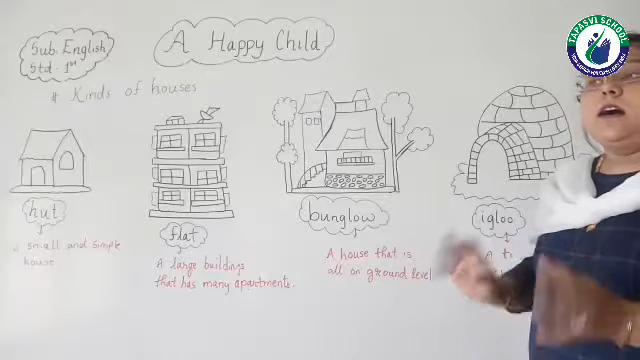 Sub. English
Std - 1st
A Happy Child
# Kinds of houses
hut
flat
bunglow
igloo
a small and simple
house
A large buildings
that has many apartments.
A house that is
all on ground level
A
TAPASVI SCHOOL